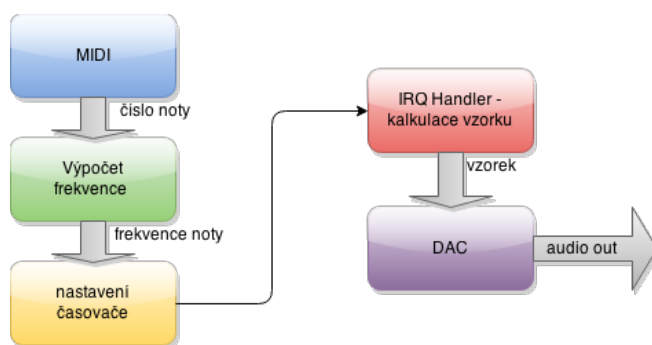 MIDI
číslo noty
Výpočet
frekvence
frekvence noty
nastavení
časovače
IRQ Handler -
kalkulace vzorku
vzorek
DAC
audio out